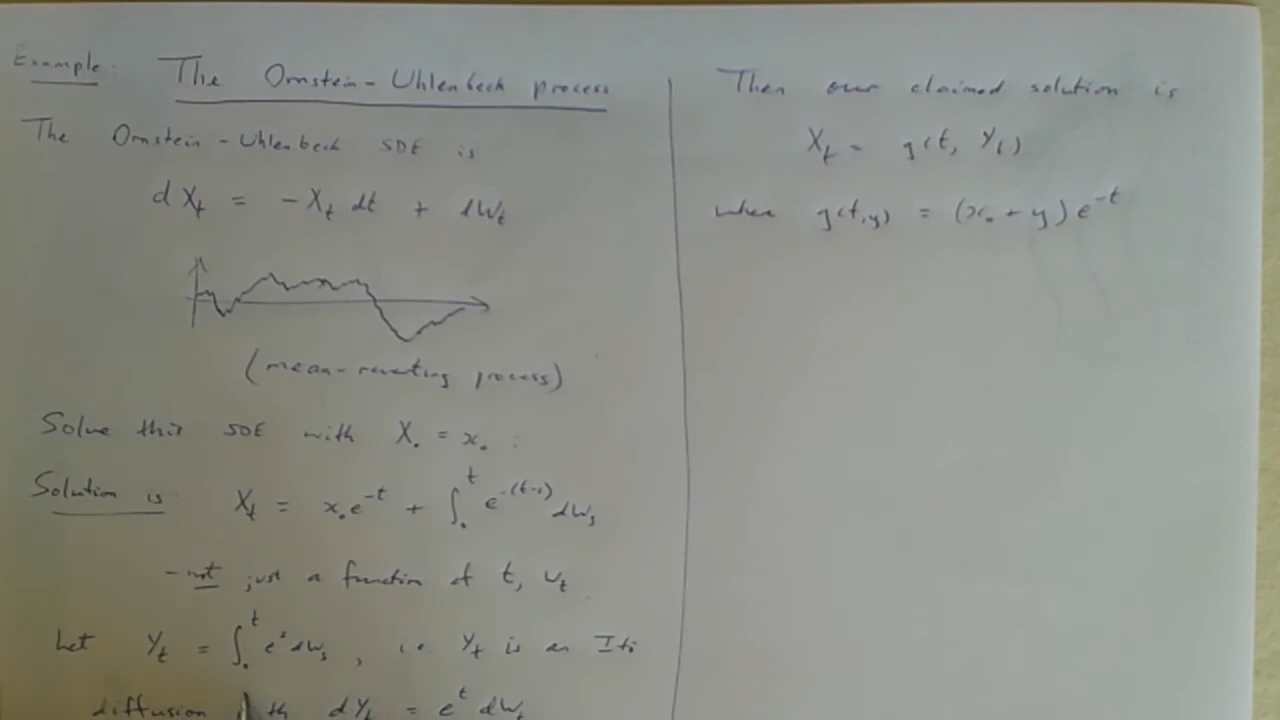 Example: The Ornstein-Uhlenbeck process
The Ornstein-Uhlenbeck SDE is
dX_t = -X_t dt + dW_t
(mean-reverting process)
Solve this SDE with X_0 = x_0 :
Solution is: X_t = x_0 e^{-t} + ∫_0^t e^{-(t-s)} dW_s
- not just a function of t, W_t
Let Y_t = ∫_0^t e^s dW_s, i.e. Y_t is an Itô
diffusion with dY_t = e^t dW_t
Then our claimed solution is
X_t = g(t, Y_t)
where g(t,y) = (x_0 + y) e^{-t}